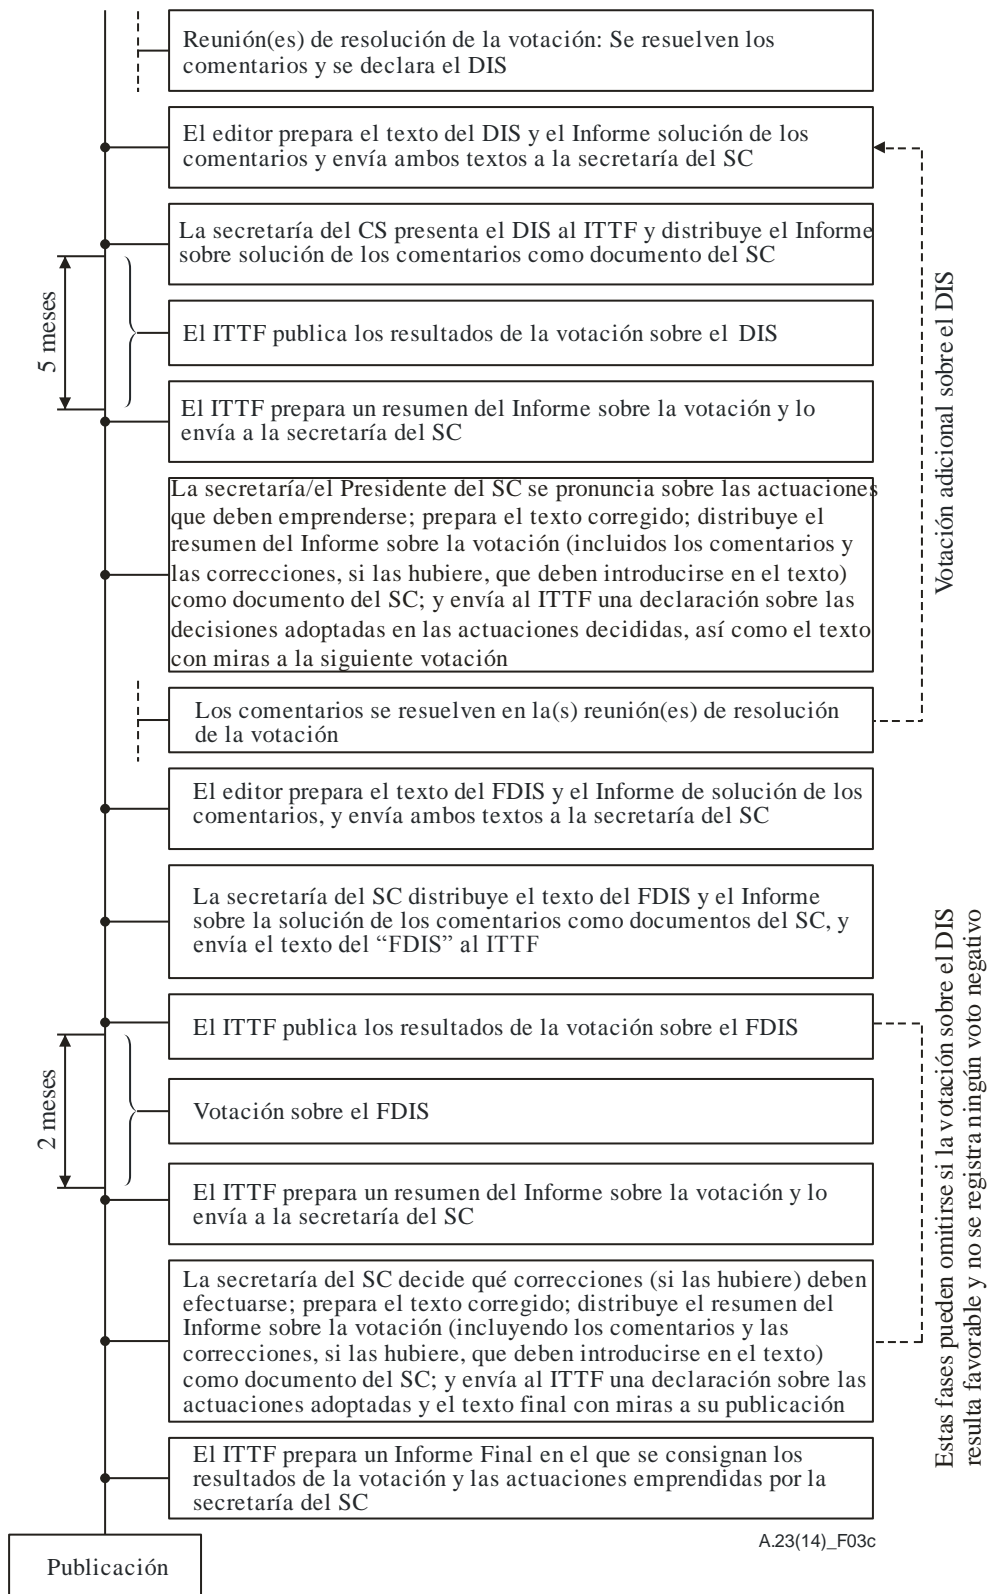 Reunión(es) de resolución de la votación: Se resuelven los
comentarios y se declara el DIS
El editor prepara el texto del DIS y el Informe solución de los
comentarios y envía ambos textos a la secretaría del SC
La secretaría del CS presenta el DIS al ITTF y distribuye el Informe
sobre solución de los comentarios como documento del SC
5 meses
El ITTF publica los resultados de la votación sobre el DIS
El ITTF prepara un resumen del Informe sobre la votación y lo
envía a la secretaría del SC
Votación adicional sobre el DIS
La secretaría/el Presidente del SC se pronuncia sobre las actuaciones
que deben emprenderse; prepara el texto corregido; distribuye el
resumen del Informe sobre la votación (incluidos los comentarios y
las correcciones, si las hubiere, que deben introducirse en el texto)
como documento del SC; y envía al ITTF una declaración sobre las
decisiones adoptadas en las actuaciones decididas, así como el texto
con miras a la siguiente votación
Los comentarios se resuelven en la(s) reunión(es) de resolución
de la votación
El editor prepara el texto del FDIS y el Informe de solución de los
comentarios, y envía ambos textos a la secretaría del SC
La secretaría del SC distribuye el texto del FDIS y el Informe
sobre la solución de los comentarios como documentos del SC, y
envía el texto del “FDIS” al ITTF
El ITTF publica los resultados de la votación sobre el FDIS
2 meses
Votación sobre el FDIS
El ITTF prepara un resumen del Informe sobre la votación y lo
envía a la secretaría del SC
Estas fases pueden omitirse si la votación sobre el DIS
resulta favorable y no se registra ningún voto negativo
La secretaría del SC decide qué correcciones (si las hubiere) deben
efectuarse; prepara el texto corregido; distribuye el resumen del
Informe sobre la votación (incluyendo los comentarios y las
correcciones, si las hubiere, que deben introducirse en el texto)
como documento del SC; y envía al ITTF una declaración sobre las
actuaciones adoptadas y el texto final con miras a su publicación
El ITTF prepara un Informe Final en el que se consignan los
resultados de la votación y las actuaciones emprendidas por la
secretaría del SC
A.23(14)_F03c
Publicación